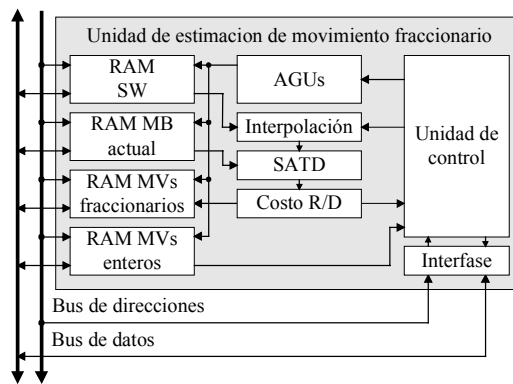 Unidad de estimacion de movimiento fraccionario
RAM
SW
AGUs
RAM MB
actual
Interpolación
Unidad de
control
SATD
RAM MVs
fraccionarios
Costo R/D
RAM MVs
enteros
Interfase
Bus de direcciones
Bus de datos